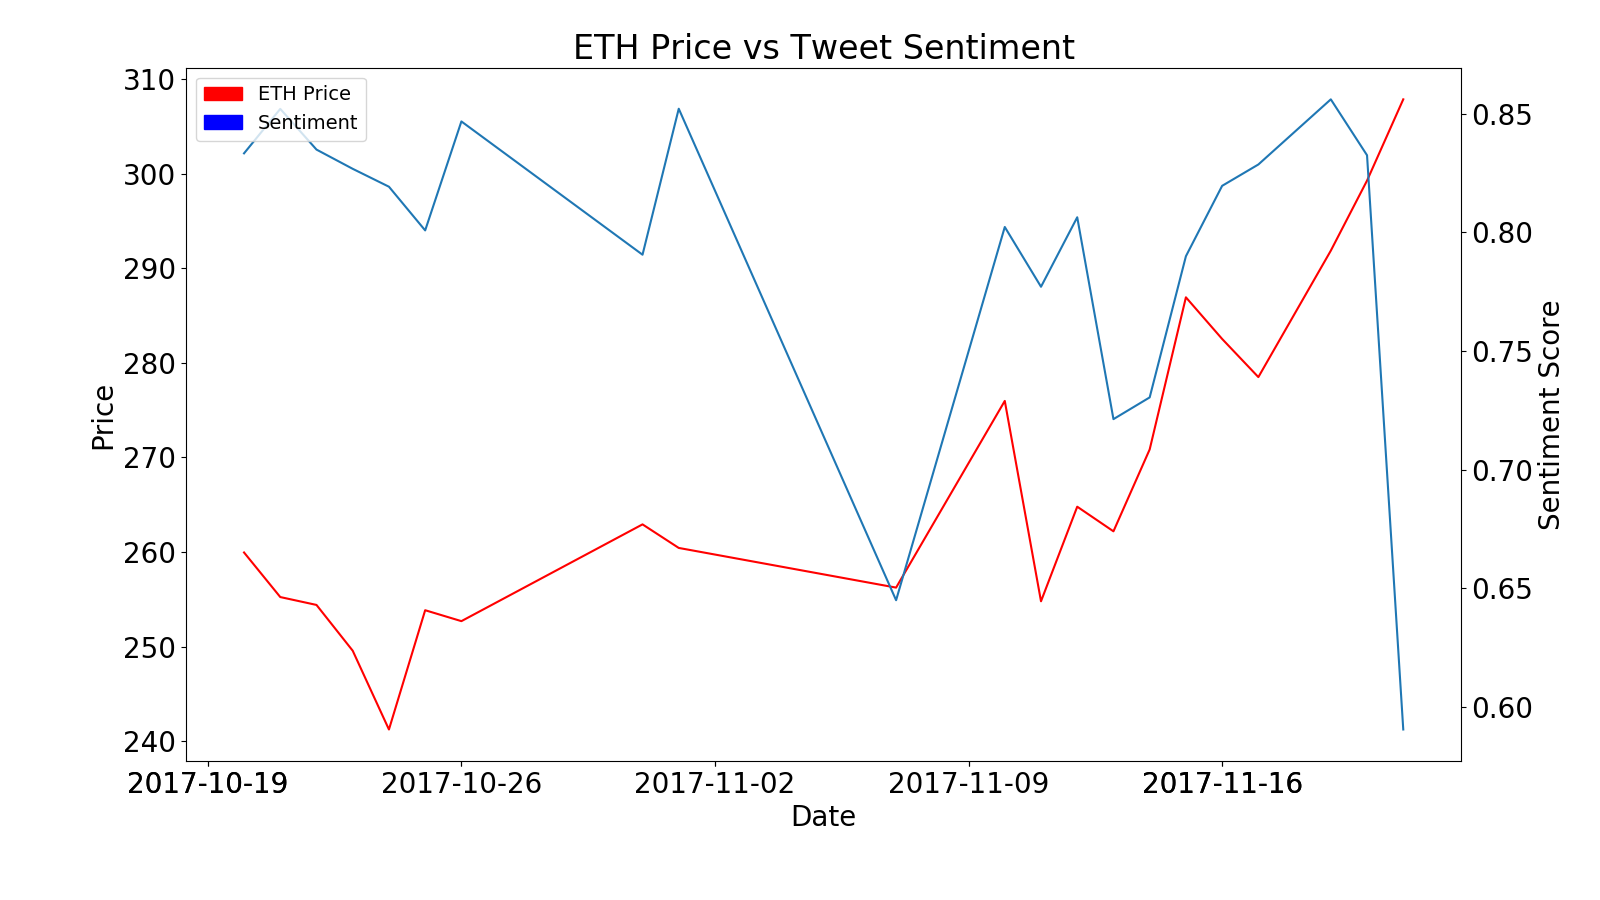 ETH Price vs Tweet Sentiment
ETH Price
Sentiment
310
300
290
280
270
260
250
240
Price
0.85
0.80
0.75
0.70
0.65
0.60
Sentiment Score
2017-10-19 2017-10-26 2017-11-02 2017-11-09 2017-11-16
Date